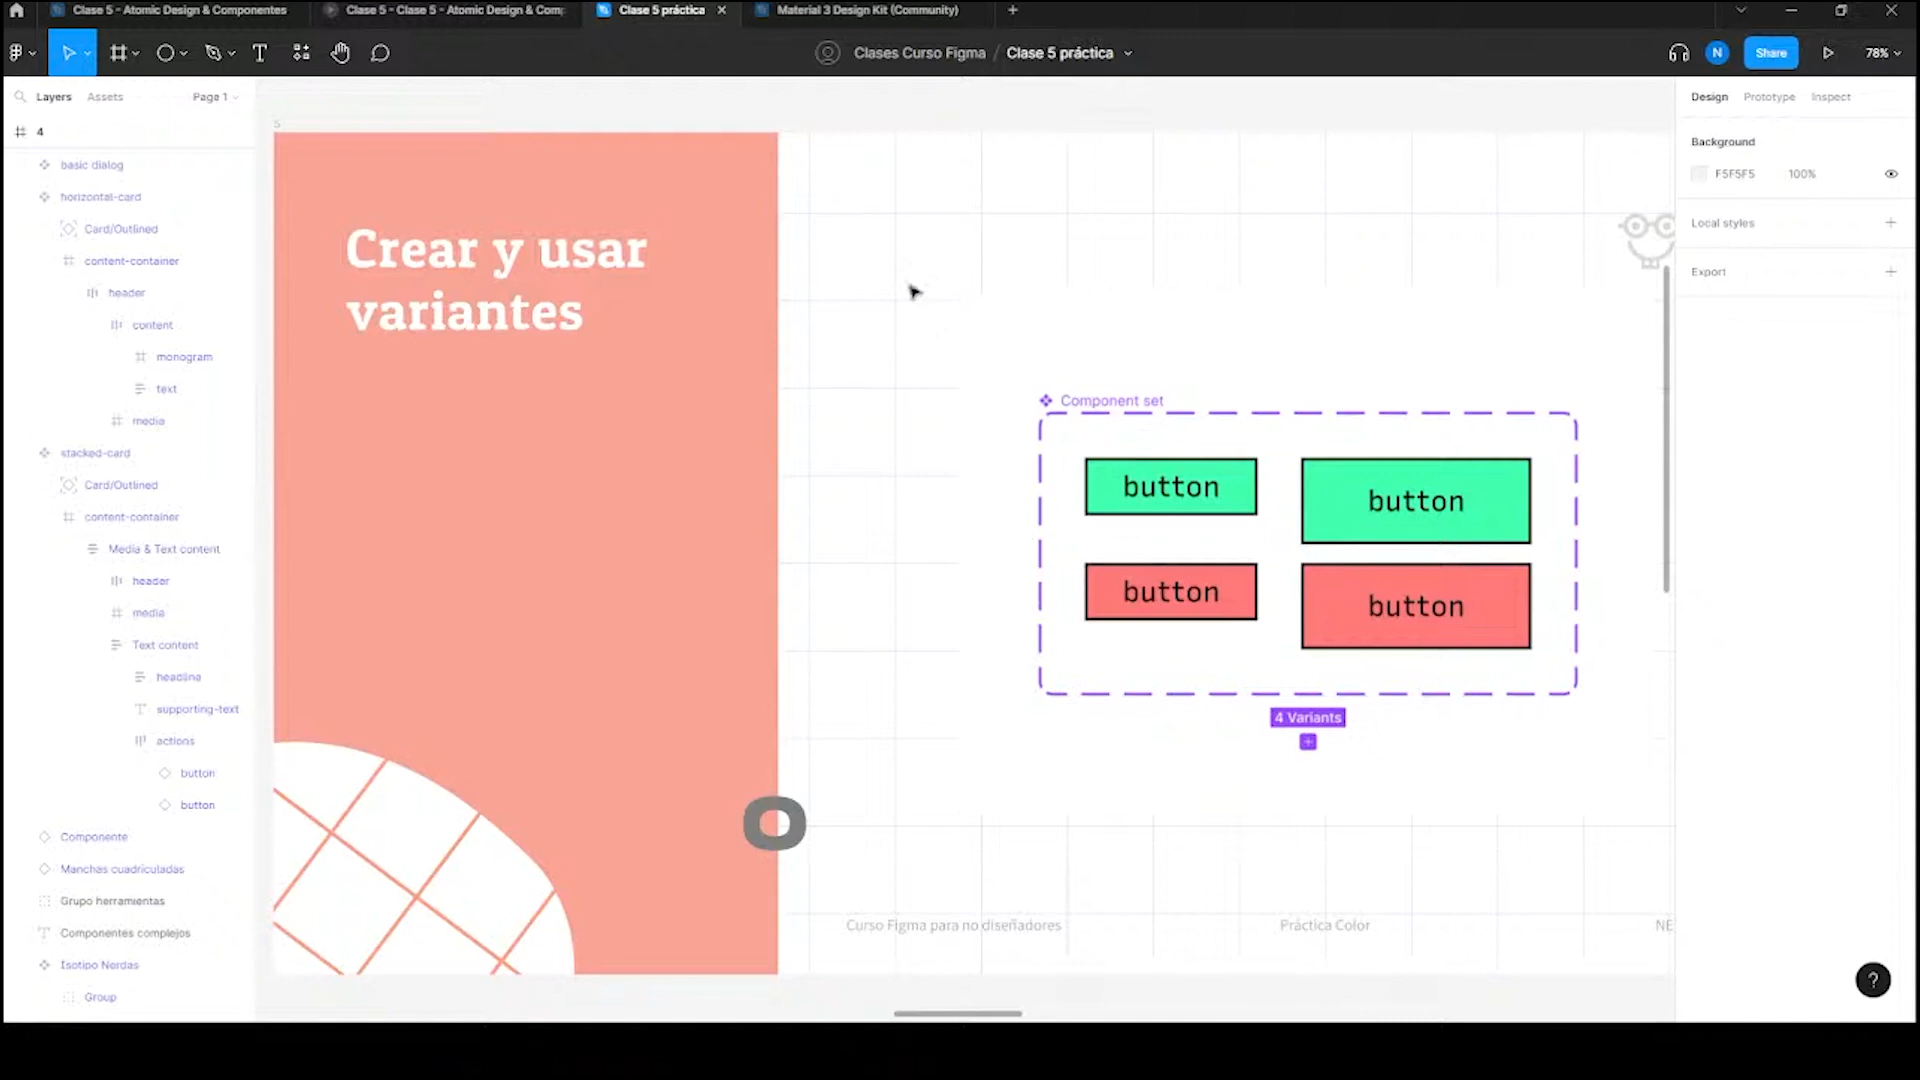 Clase 5 - Atomic Design & Componentes
Clase 5 - Clase 5 - Atomic Design & Comp
Clase 5 práctica
Material 3 Design Kit (Community)
Clases Curso Figma / Clase 5 práctica
N
Share
78%
Layers
Assets
Page 1
4
basic dialog
horizontal-card
Card/Outlined
content-container
header
content
monogram
text
media
stacked-card
Card/Outlined
content-container
Media & Text content
header
media
Text content
headline
supporting-text
actions
button
button
Componente
Manchas cuadriculadas
Grupo herramientas
Componentes complejos
Isotipo Nerdas
Group
5
Crear y usar
variantes
o
Component set
button
button
button
button
4 Variants
Curso Figma para no diseñadores
Práctica Color
NE
Design
Prototype
Inspect
Background
F5F5F5
100%
Local styles
Export
?